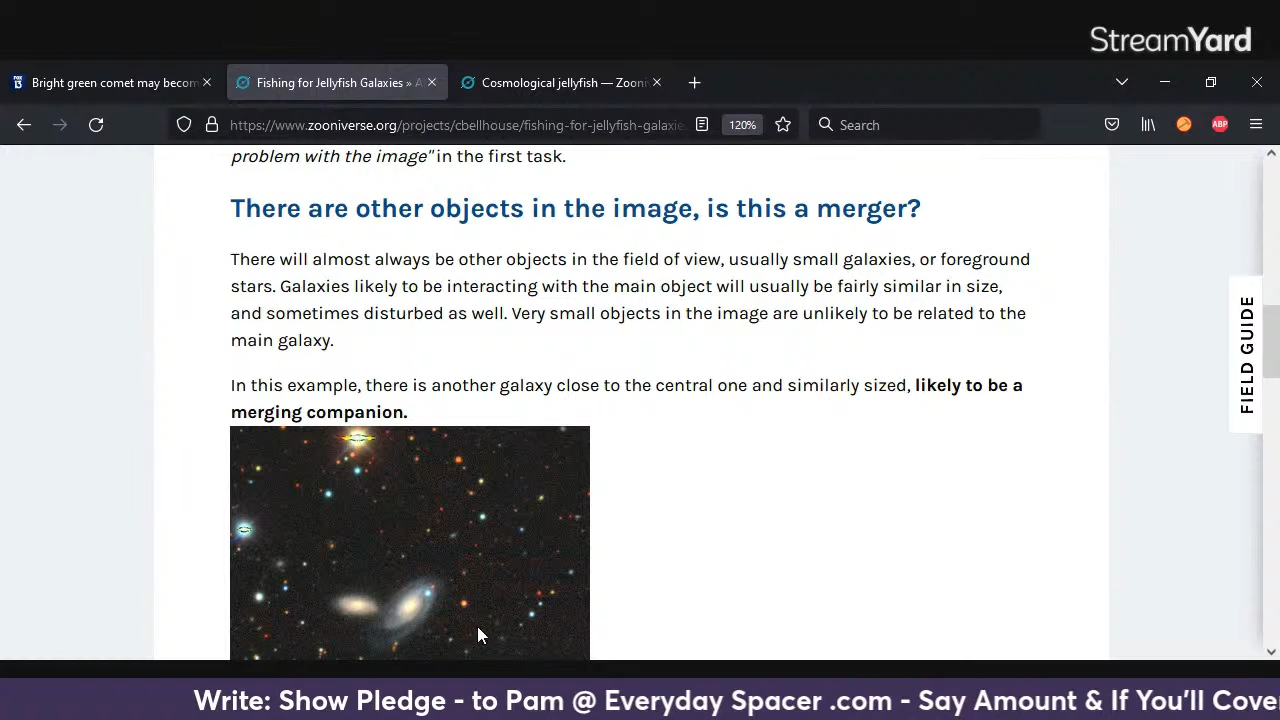 StreamYard
Bright green comet may becom
Fishing for Jellyfish Galaxies » A
Cosmological jellyfish — Zooni
https://www.zooniverse.org/projects/cbellhouse/fishing-for-jellyfish-galaxie
120%
Search
ABP
problem with the image" in the first task.
There are other objects in the image, is this a merger?
There will almost always be other objects in the field of view, usually small galaxies, or foreground
stars. Galaxies likely to be interacting with the main object will usually be fairly similar in size,
and sometimes disturbed as well. Very small objects in the image are unlikely to be related to the
main galaxy.
In this example, there is another galaxy close to the central one and similarly sized, likely to be a
merging companion.
FIELD GUIDE
Write: Show Pledge - to Pam @ Everyday Spacer .com - Say Amount & If You'll Cove